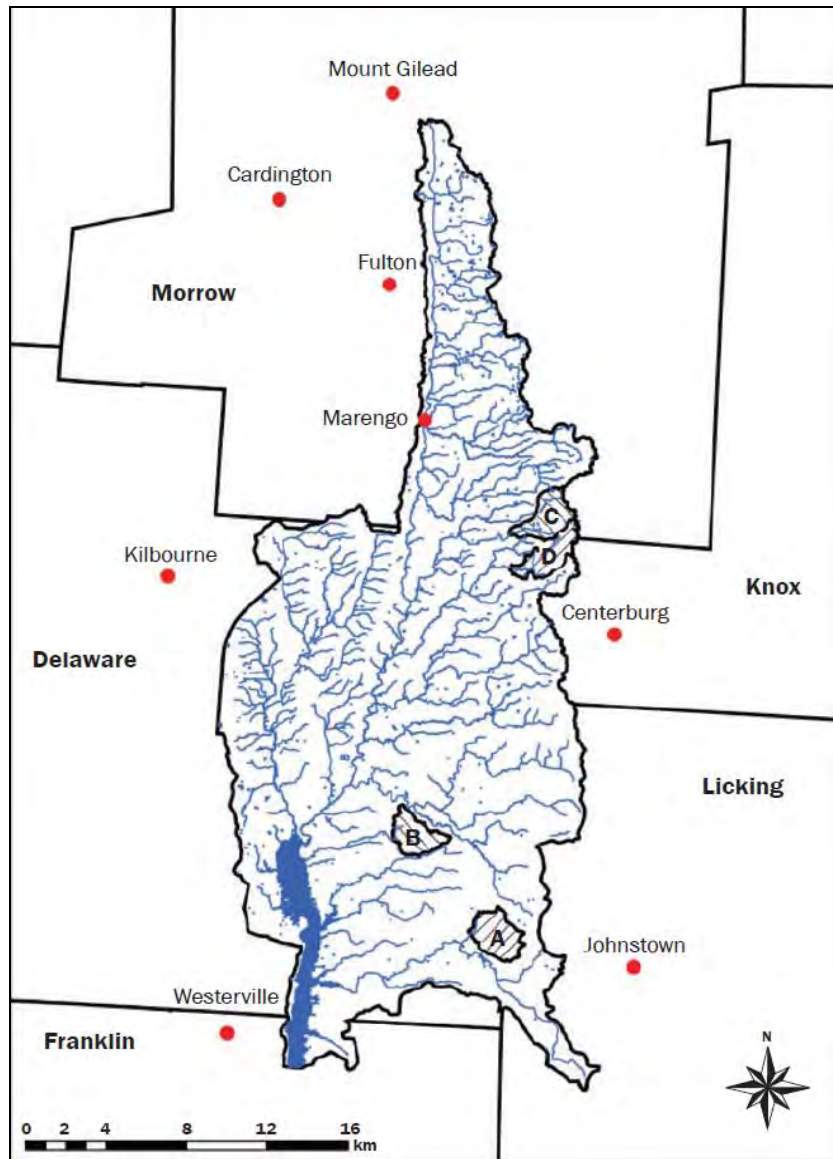 Mount Gilead
Cardington
Fulton
Morrow
Marengo
C
D
Kilbourne
Knox
Centerburg
Delaware
Licking
B
A
Johnstown
Westerville
Franklin
N
0 2 4 8 12 16
km